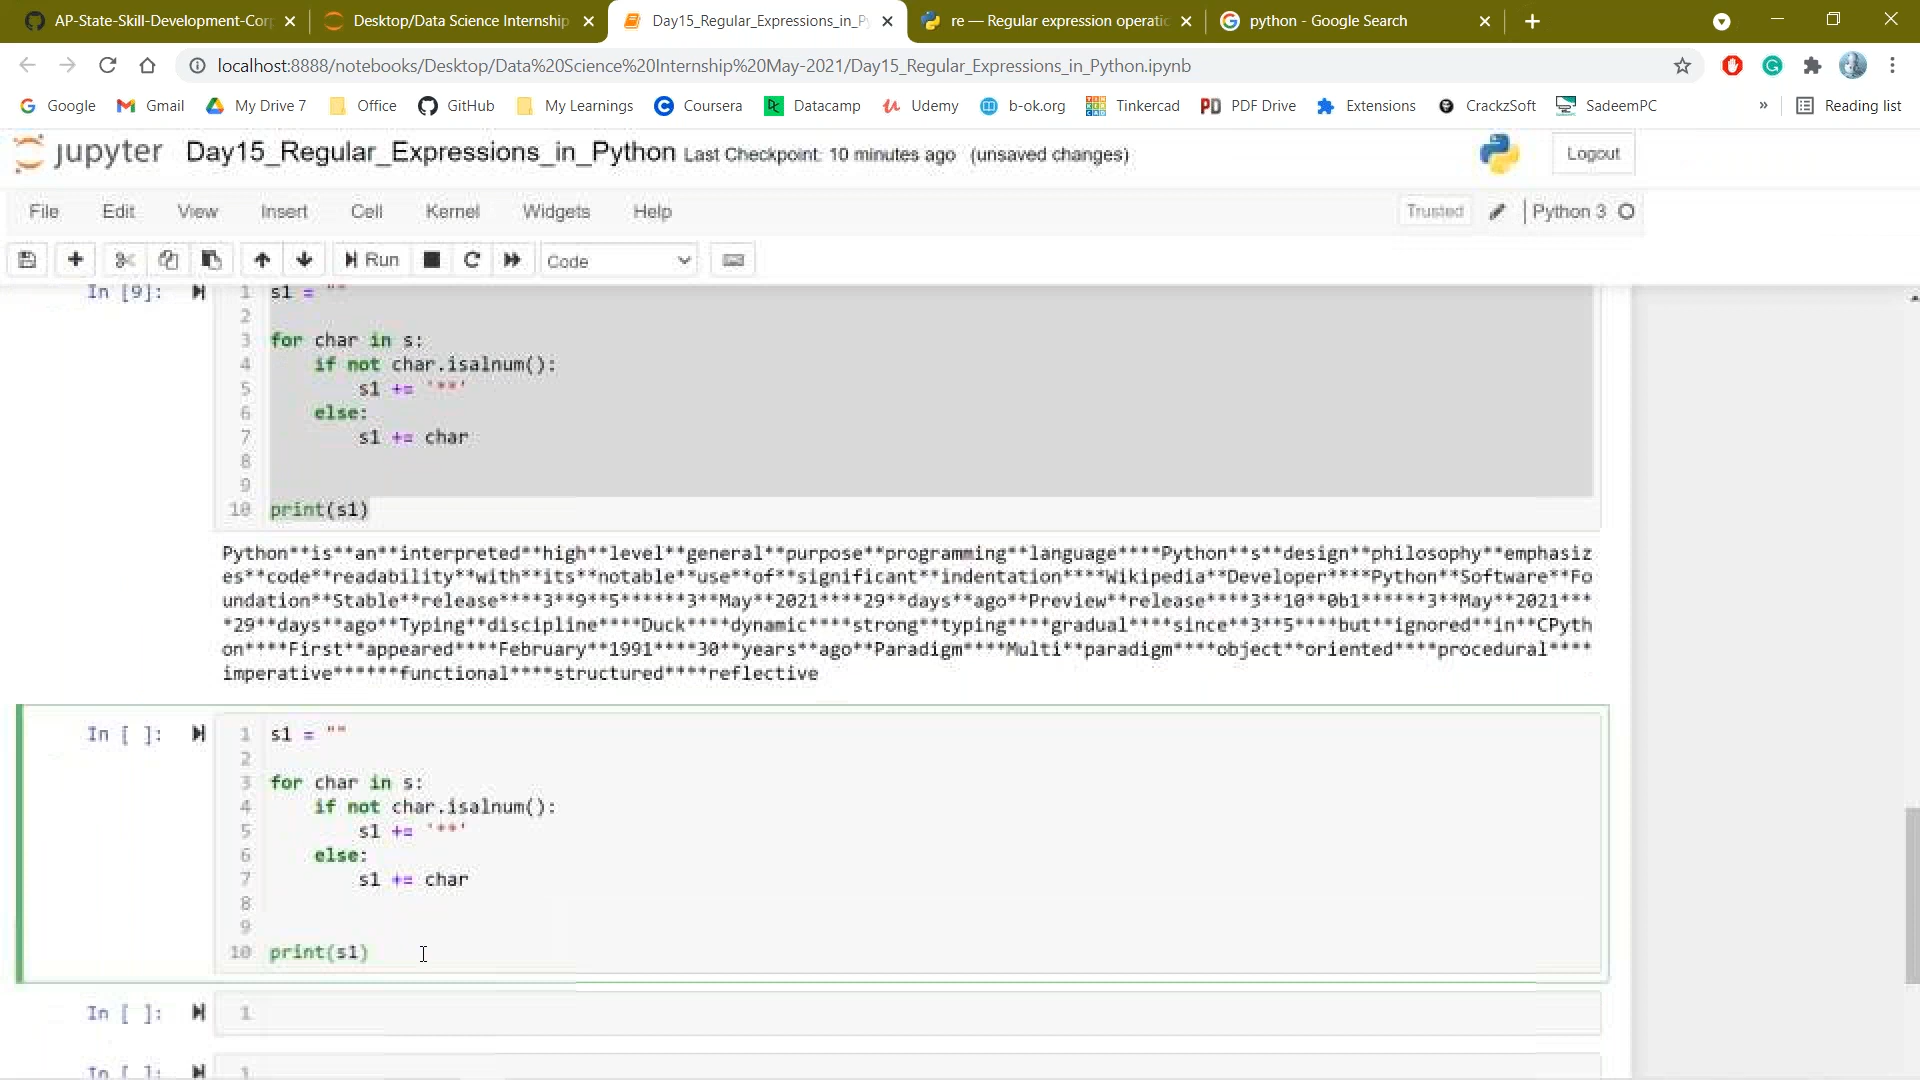 AP-State-Skill-Development-Corp
Desktop/Data Science Internship
Day15_Regular_Expressions_in_Py
re — Regular expression operatio
python - Google Search
localhost:8888/notebooks/Desktop/Data%20Science%20Internship%20May-2021/Day15_Regular_Expressions_in_Python.ipynb
Google Gmail My Drive 7 Office GitHub My Learnings Coursera Datacamp Udemy b-ok.org Tinkercad PDF Drive Extensions CrackzSoft SadeemPC » Reading list
jupyter Day15_Regular_Expressions_in_Python Last Checkpoint: 10 minutes ago (unsaved changes) Logout
File Edit View Insert Cell Kernel Widgets Help Trusted Python 3
Run Code
In [9]: 1 s1 = ""
2
3 for char in s:
4 if not char.isalnum():
5 s1 += '**'
6 else:
7 s1 += char
8
9
10 print(s1)
Python**is**an**interpreted**high**level**general**purpose**programming**language****Python**s**design**philosophy**emphasiz
es**code**readability**with**its**notable**use**of**significant**indentation****Wikipedia**Developer****Python**Software**Fo
undation**Stable**release****3**9**5******3**May**2021****29**days**ago**Preview**release****3**10**0b1******3**May**2021***
*29**days**ago**Typing**discipline****Duck****dynamic****strong**typing****gradual****since**3**5****but**ignored**in**CPyth
on****First**appeared****February**1991****30**years**ago**Paradigm****Multi**paradigm****object**oriented****procedural****
imperative******functional****structured****reflective
In [ ]: 1 s1 = ""
2
3 for char in s:
4 if not char.isalnum():
5 s1 += '**'
6 else:
7 s1 += char
8
9
10 print(s1)
In [ ]: 1
In [ ]: 1